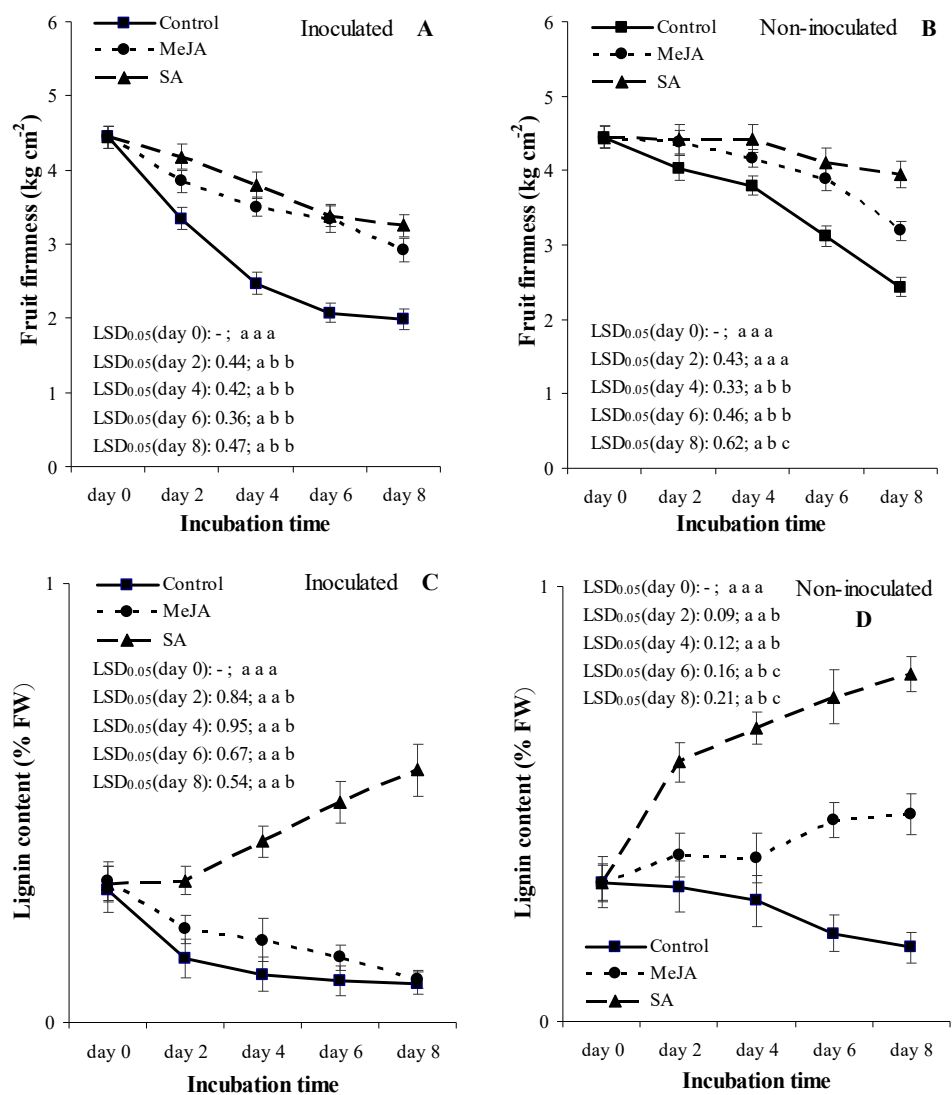 6
5
4
3
2
1
0
Fruit firmness (kg cm-2)
Control
MeJA
SA
Inoculated A
LSD0.05(day 0): - ; a a a
LSD0.05(day 2): 0.44; a b b
LSD0.05(day 4): 0.42; a b b
LSD0.05(day 6): 0.36; a b b
LSD0.05(day 8): 0.47; a b b
day 0 day 2 day 4 day 6 day 8
Incubation time
6
5
4
3
2
1
0
Fruit firmness (kg cm-2)
Control
MeJA
SA
Non-inoculated B
LSD0.05(day 0): - ; a a a
LSD0.05(day 2): 0.43; a a a
LSD0.05(day 4): 0.33; a b b
LSD0.05(day 6): 0.46; a b b
LSD0.05(day 8): 0.62; a b c
day 0 day 2 day 4 day 6 day 8
Incubation time
1
0
Lignin content (% FW)
Control
MeJA
SA
Inoculated C
LSD0.05(day 0): - ; a a a
LSD0.05(day 2): 0.84; a a b
LSD0.05(day 4): 0.95; a a b
LSD0.05(day 6): 0.67; a a b
LSD0.05(day 8): 0.54; a a b
day 0 day 2 day 4 day 6 day 8
Incubation time
1
0
Lignin content (% FW)
LSD0.05(day 0): - ; a a a
LSD0.05(day 2): 0.09; a a b
LSD0.05(day 4): 0.12; a a b
LSD0.05(day 6): 0.16; a b c
LSD0.05(day 8): 0.21; a b c
Non-inoculated
D
Control
MeJA
SA
day 0 day 2 day 4 day 6 day 8
Incubation time